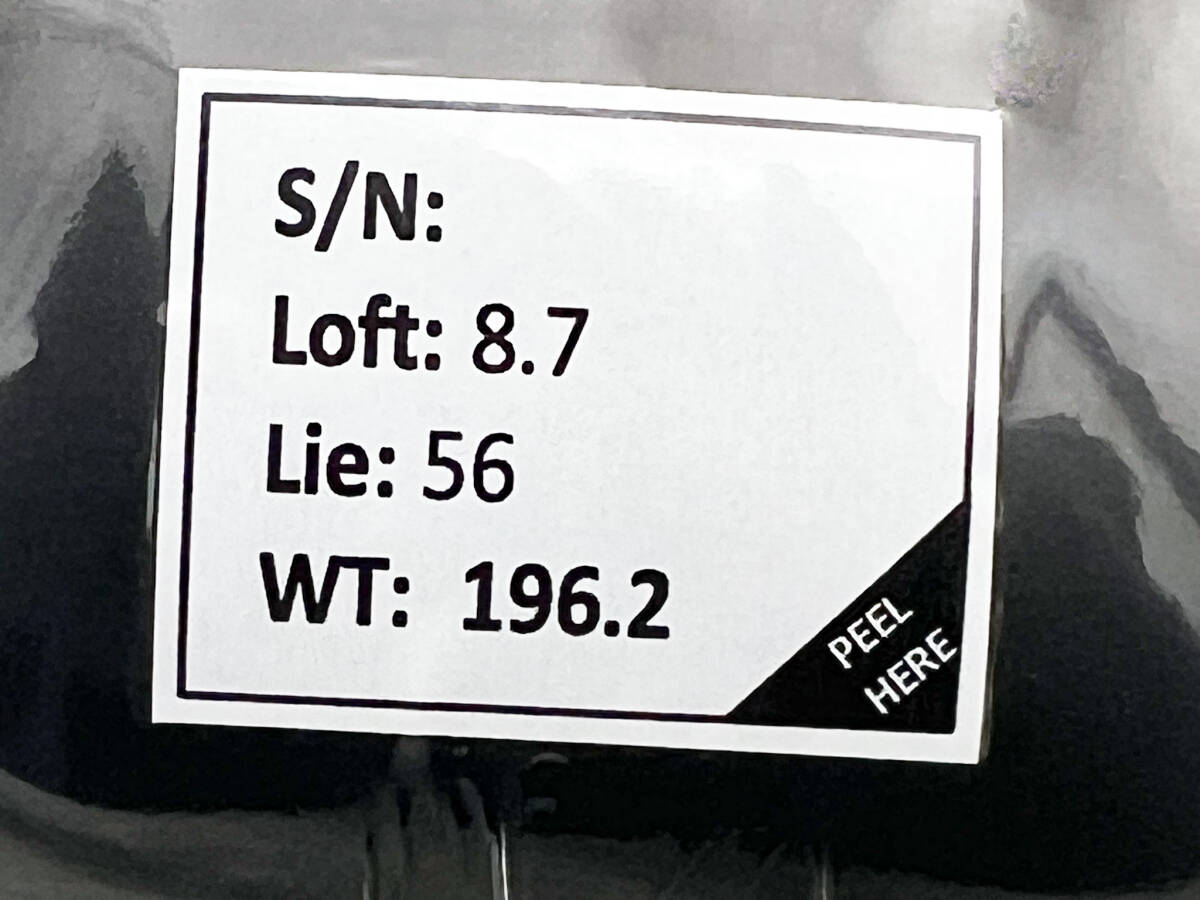 S/N:
Loft: 8.7
Lie: 56
WT: 196.2
PEEL
HERE